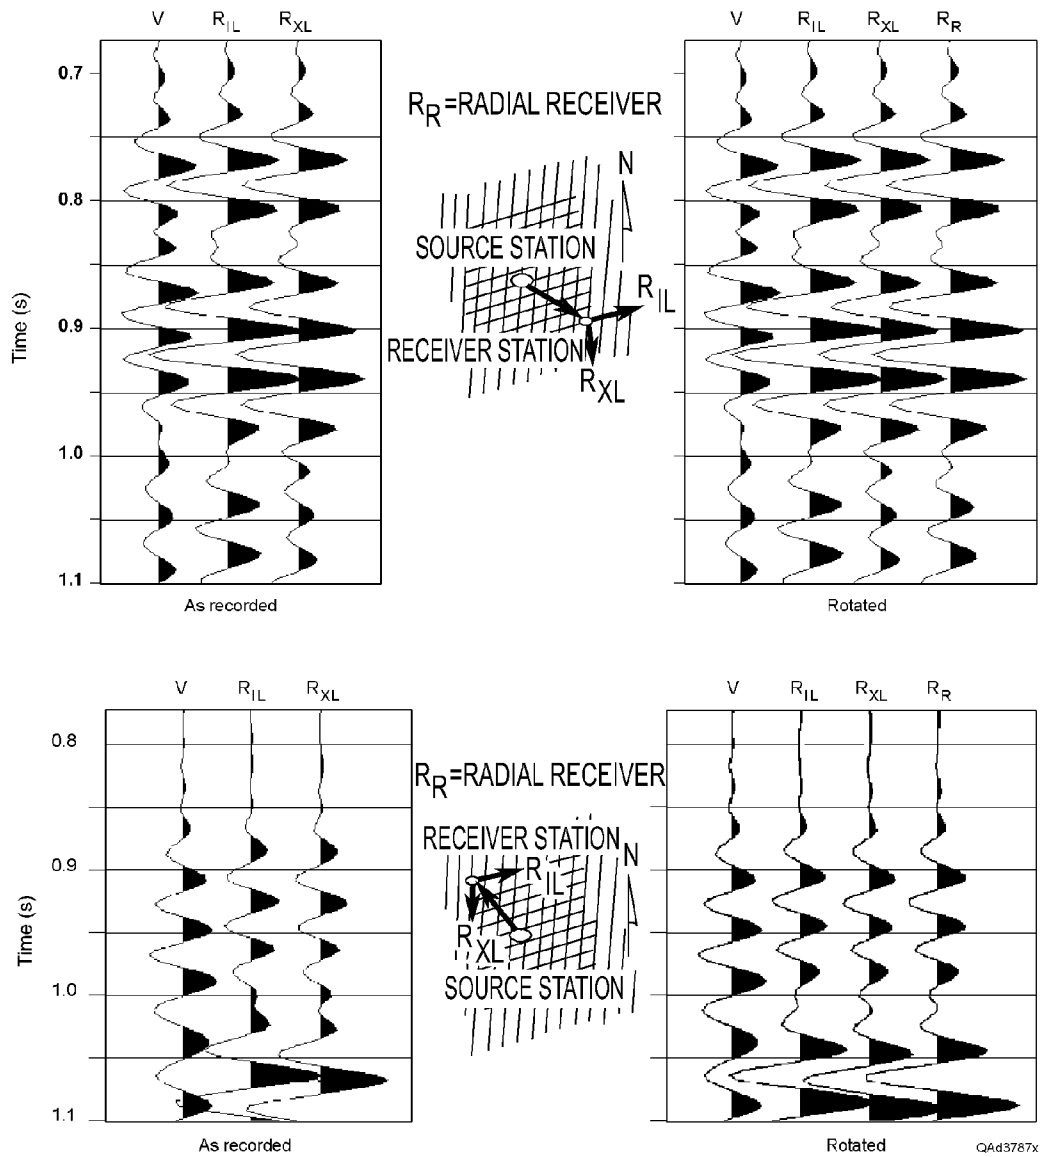 V R_IL R_XL
V R_IL R_XL R_R
0.7
0.8
0.9
1.0
1.1
Time (s)
R_R=RADIAL RECEIVER
N
SOURCE STATION
R_IL
RECEIVER STATION
R_XL
As recorded
Rotated
V R_IL R_XL
V R_IL R_XL R_R
0.8
0.9
1.0
1.1
Time (s)
R_R=RADIAL RECEIVER
RECEIVER STATION
N
R_IL
R_XL
SOURCE STATION
As recorded
Rotated
QAd3787x